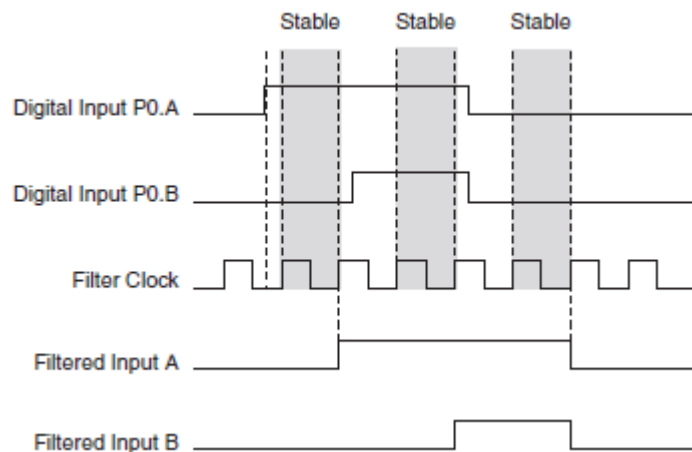 Stable Stable Stable
Digital Input P0.A
Digital Input P0.B
Filter Clock
Filtered Input A
Filtered Input B